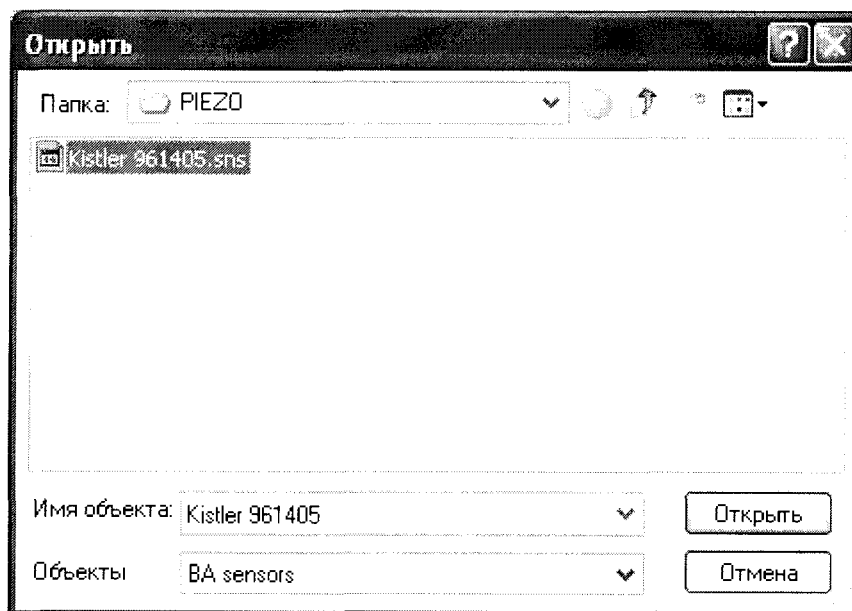 Открыть
Папка: PIEZO
Kistler 961405.sns
Имя объекта: Kistler 961405 Открыть
Объекты BA sensors Отмена